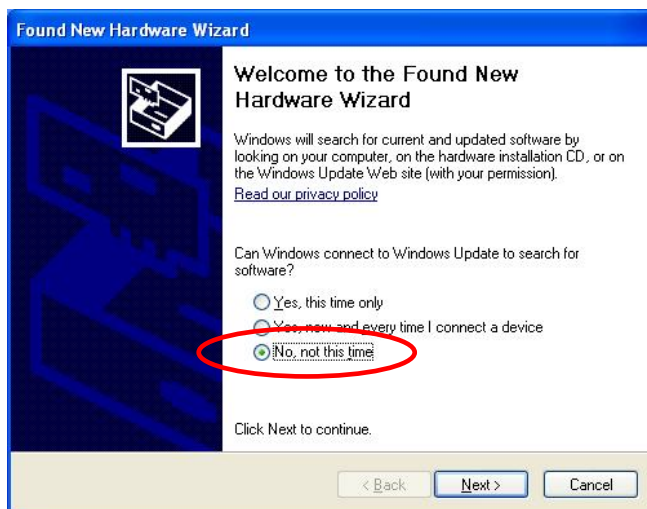 Found New Hardware Wizard
Welcome to the Found New
Hardware Wizard
Windows will search for current and updated software by
looking on your computer, on the hardware installation CD, or on
the Windows Update Web site (with your permission).
Read our privacy policy
Can Windows connect to Windows Update to search for
software?
Yes, this time only
Yes, now and every time I connect a device
No, not this time
Click Next to continue.
< Back Next > Cancel